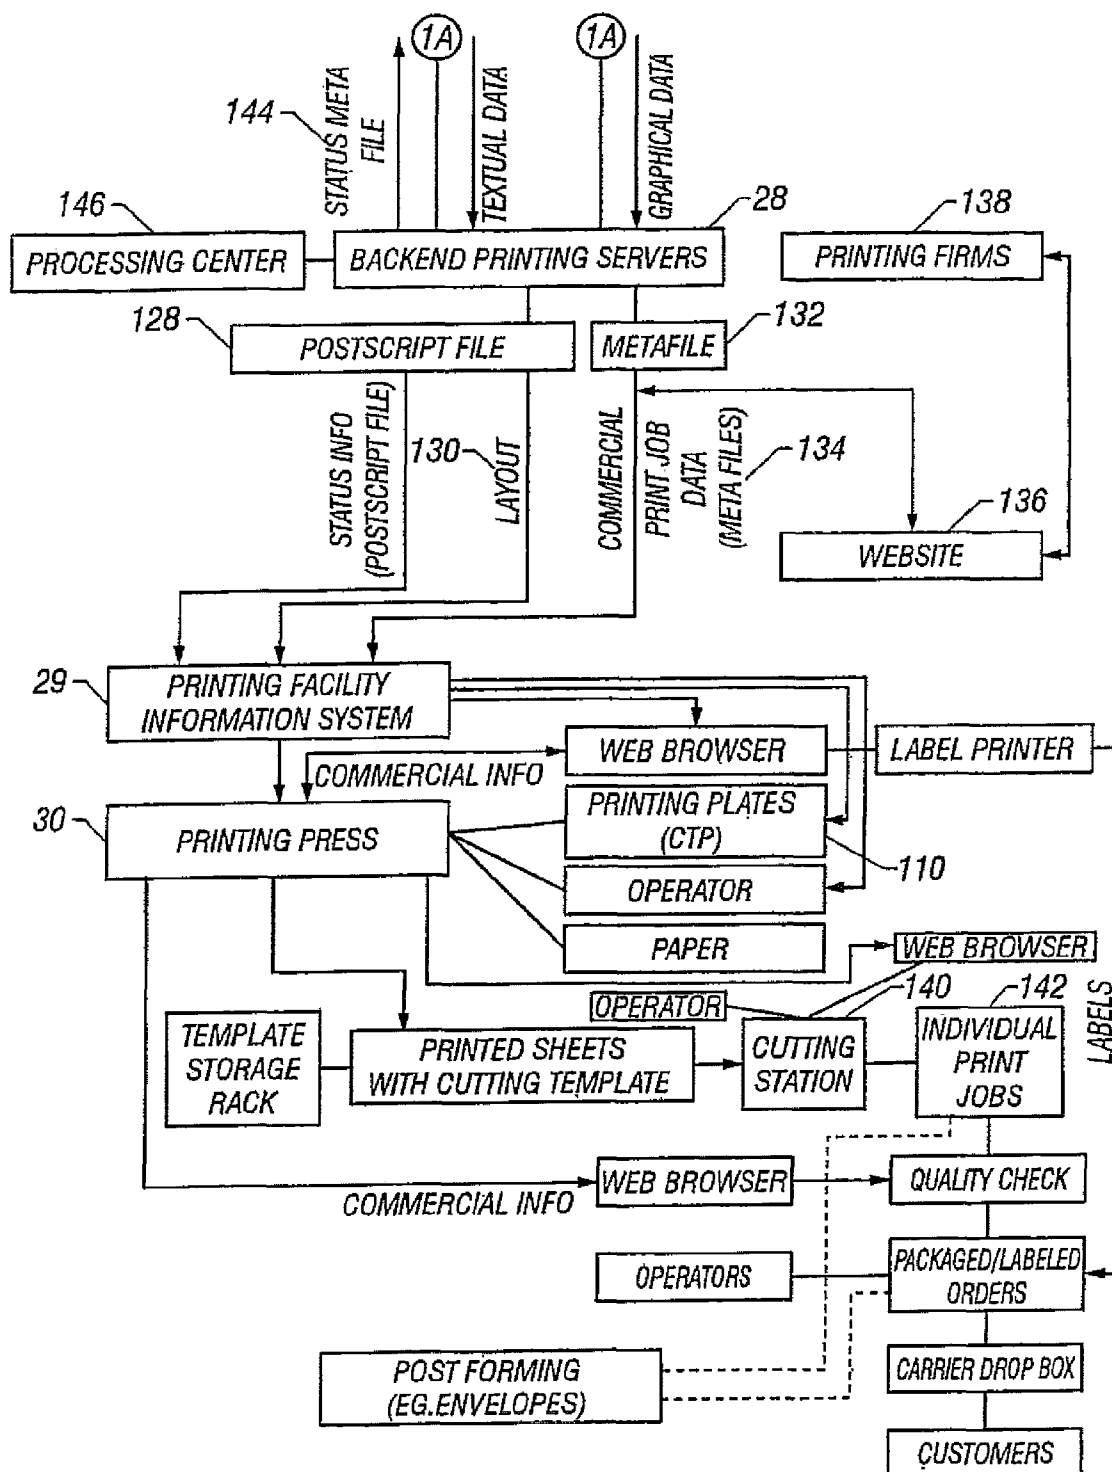 1A
1A
144
STATUS META
FILE
TEXTUAL DATA
GRAPHICAL DATA
146
28
138
PROCESSING CENTER
BACKEND PRINTING SERVERS
PRINTING FIRMS
128
132
POSTSCRIPT FILE
METAFILE
STATUS INFO
(POSTSCRIPT FILE)
130
LAYOUT
COMMERCIAL
PRINT JOB
DATA
(META FILES)
134
136
WEBSITE
29
PRINTING FACILITY
INFORMATION SYSTEM
WEB BROWSER
LABEL PRINTER
COMMERCIAL INFO
30
PRINTING PRESS
PRINTING PLATES
(CTP)
110
OPERATOR
PAPER
WEB BROWSER
OPERATOR
140
142
LABELS
TEMPLATE
STORAGE
RACK
PRINTED SHEETS
WITH CUTTING TEMPLATE
CUTTING
STATION
INDIVIDUAL
PRINT
JOBS
COMMERCIAL INFO
WEB BROWSER
QUALITY CHECK
OPERATORS
PACKAGED/LABELED
ORDERS
POST FORMING
(EG.ENVELOPES)
CARRIER DROP BOX
CUSTOMERS